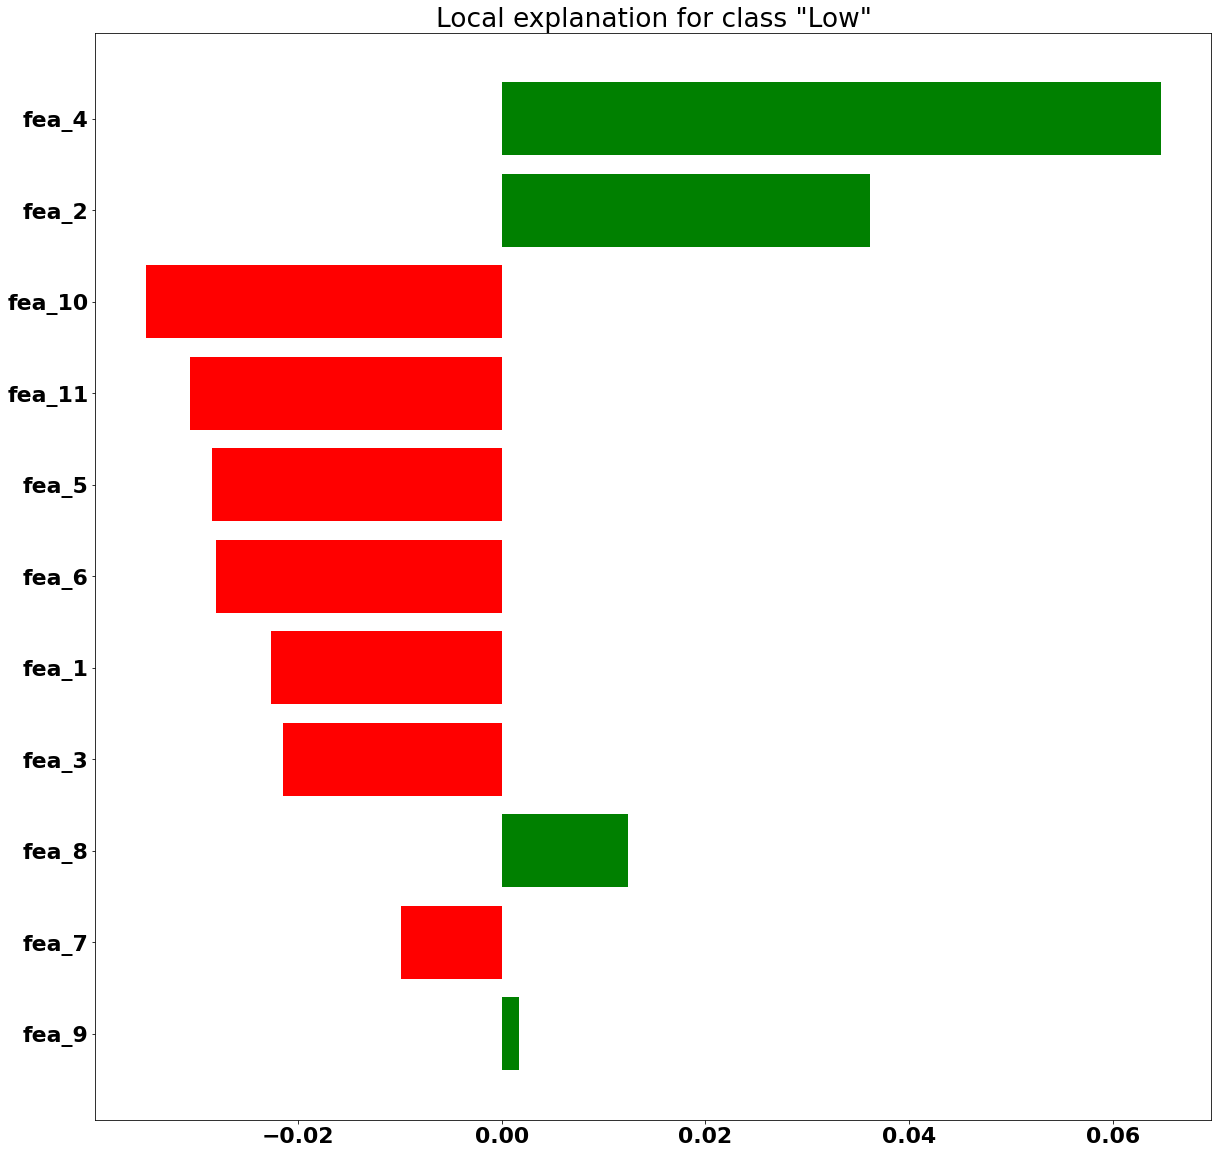 Local explanation for class "Low"
fea_4
fea_2
fea_10
fea_11
fea_5
fea_6
fea_1
fea_3
fea_8
fea_7
fea_9
−0.02 0.00 0.02 0.04 0.06